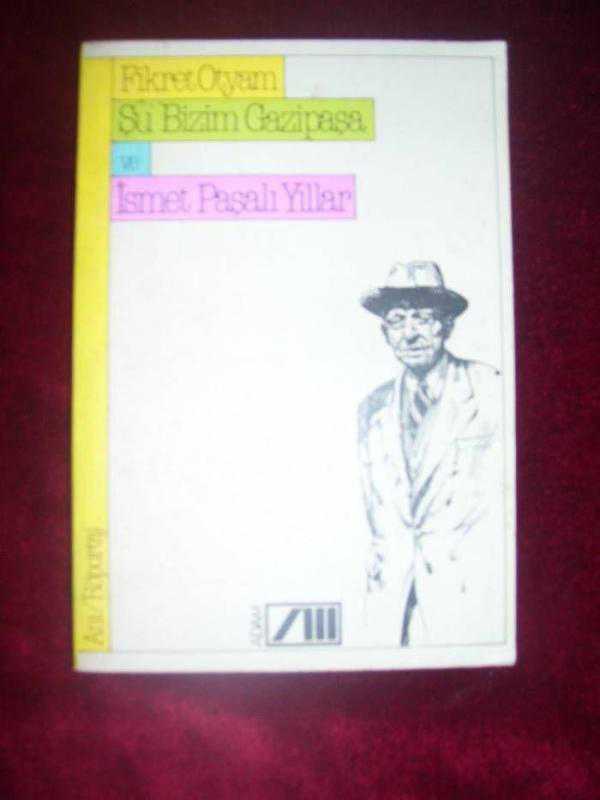 Fikret Otyam
Şu Bizim Gazipaşa
ve
İsmet Paşalı Yıllar
Anı/Röportaj
ADAM